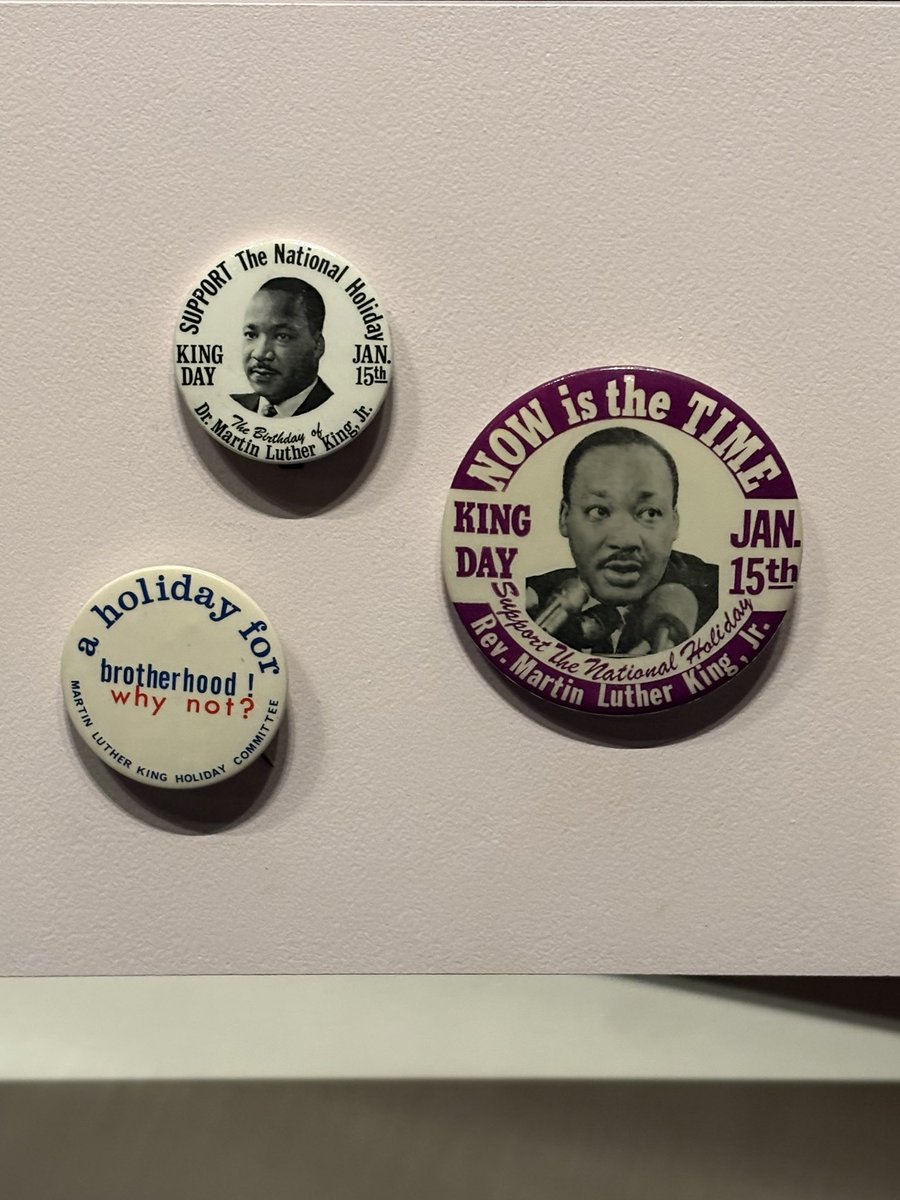 SUPPORT The National Holiday
KING DAY
JAN. 15th
The Birthday of
Dr. Martin Luther King, Jr.
NOW is the TIME
KING DAY
JAN. 15th
Support The National Holiday
Rev. Martin Luther King, Jr.
a holiday for
brotherhood !
why not?
MARTIN LUTHER KING HOLIDAY COMMITTEE